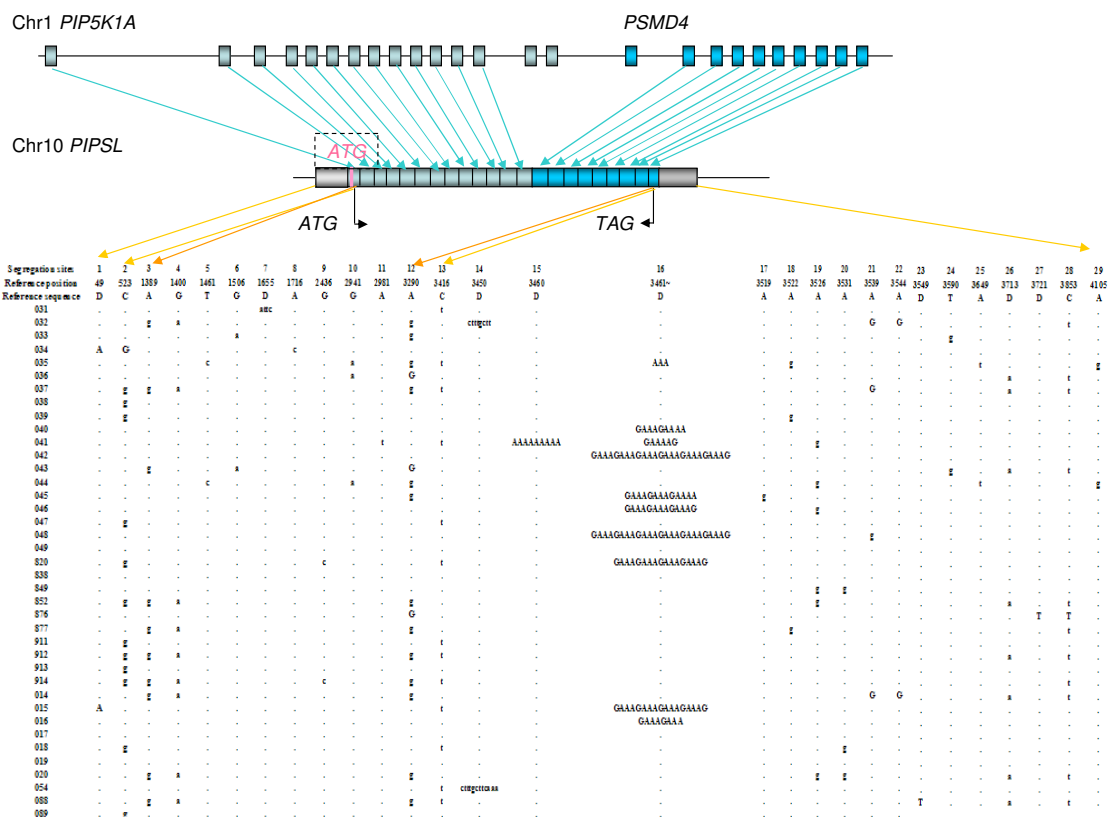 Chr1 PIP5K1A PSMD4
Chr10 PIPSL
ATG
ATG TAG
Segregation sites 1 2 3 4 5 6 7 8 9 10 11 12 13 14 15 16 17 18 19 20 21 22 23 24 25 26 27 28 29
Reference position 49 523 1389 1400 1461 1506 1655 1716 2436 2941 2981 3290 3416 3450 3460 3461~ 3519 3522 3526 3531 3539 3544 3549 3590 3649 3713 3721 3853 4105
Reference sequence D C A G T G D A G G A A C D D D A A A A A A D T A D D C A
031 attc t
032 g a g ctttgctt G G t
033 a g g
034 A G c
035 c a g t AAA g t g
036 a G a t
037 g g a g t G a t
038 g
039 g g
040 GAAAGAAAA
041 t t AAAAAAAAA GAAAAG g
042 GAAAGAAAGAAAGAAAGAAAGAAAG
043 g a G g a t
044 c a g g t g
045 g GAAAGAAAGAAAA g
046 GAAAGAAAGAAAG g
047 g t
048 GAAAGAAAGAAAGAAAGAAAGAAAG g
049
820 g c t GAAAGAAAGAAAGAAAG
838
849 g g
852 g g a g g a t
876 G T T
877 g a g g t
911 g t
912 g g a g t a t
913 g
914 g g a c g t t
014 g a g G G a t
015 A t GAAAGAAAGAAAGAAAG
016 GAAAGAAA
017
018 g t g
019
020 g a g g g a t
054 t ctttgctttcaaa
088 g a g t T a t
089 g